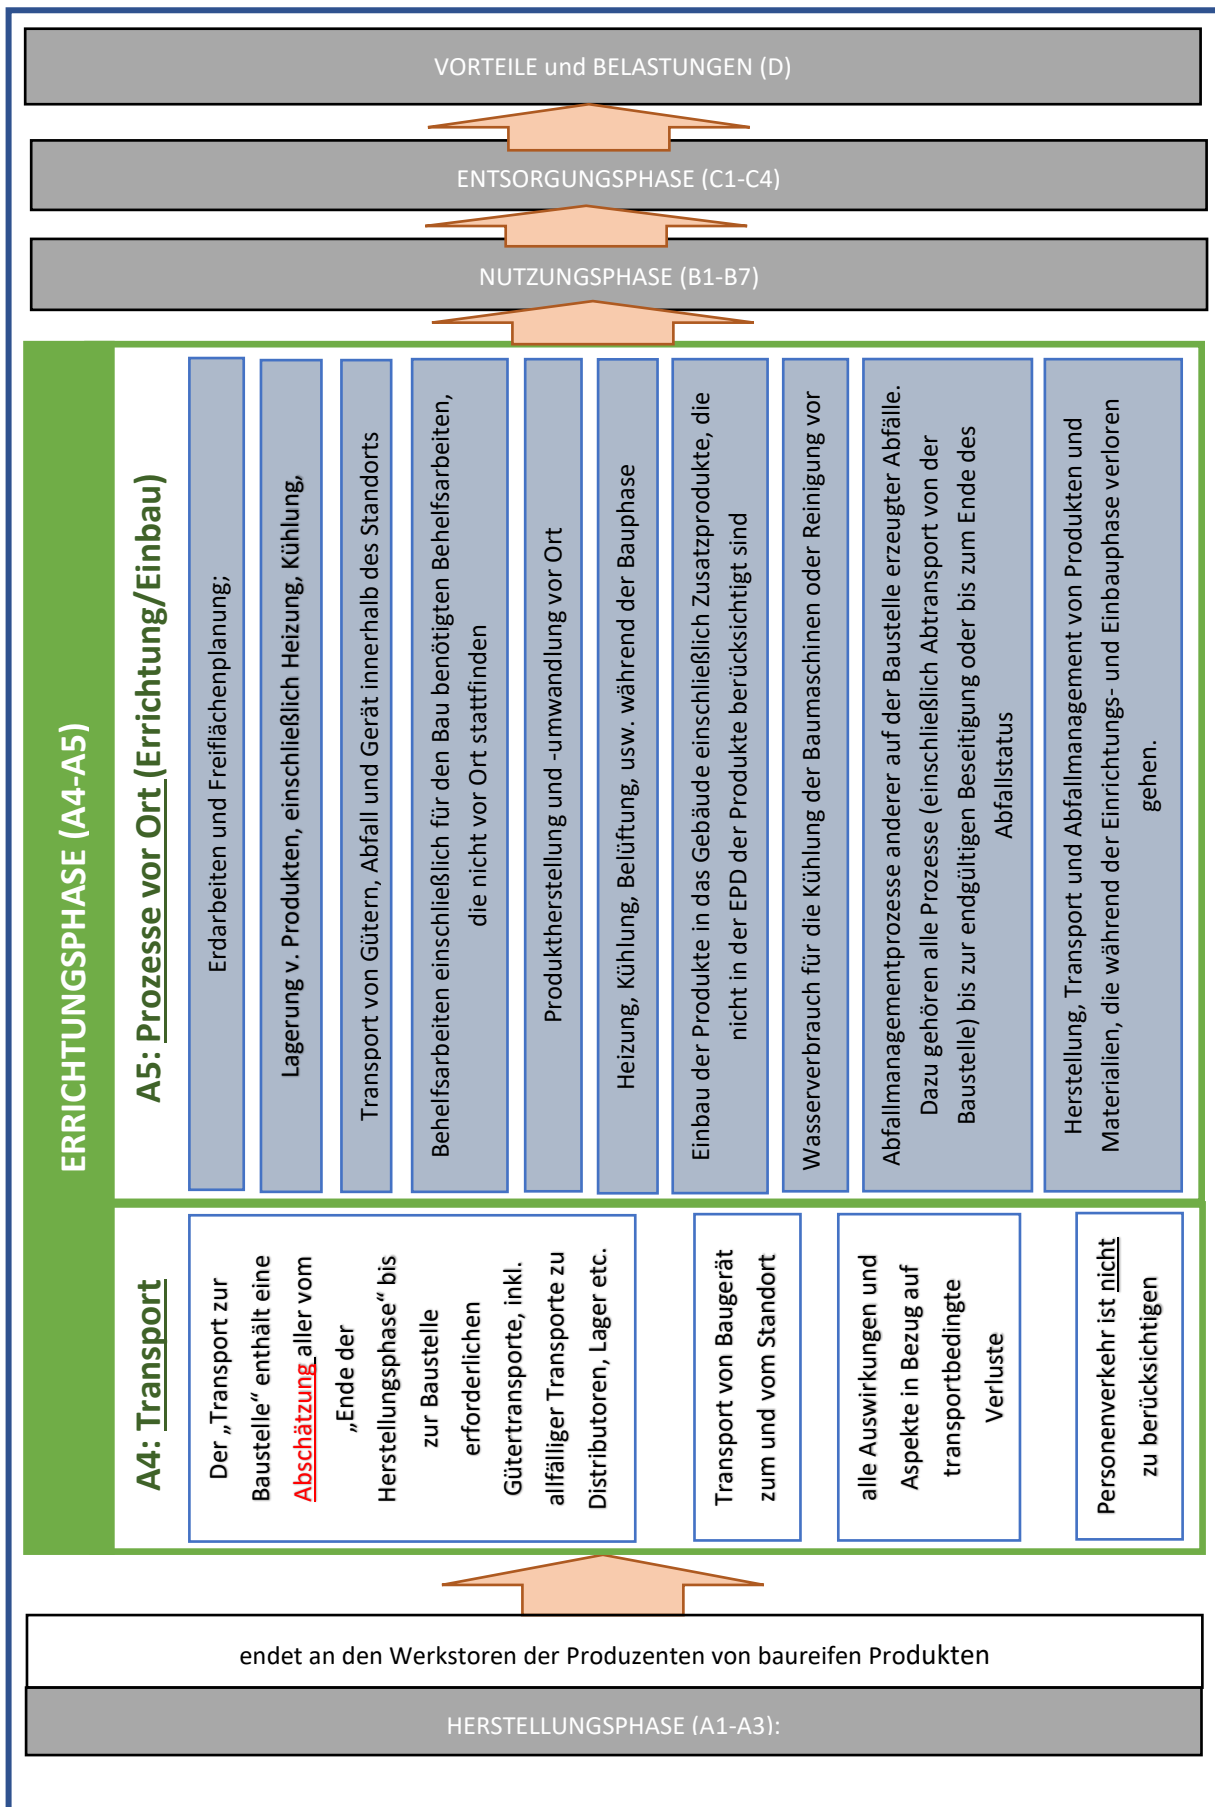 VORTEILE und BELASTUNGEN (D)
ENTSORGUNGSPHASE (C1-C4)
NUTZUNGSPHASE (B1-B7)
ERRICHTUNGSPHASE (A4-A5)
A4: Transport
Der „Transport zur
Baustelle“ enthält eine
Abschätzung aller vom
„Ende der
Herstellungsphase“ bis
zur Baustelle
erforderlichen
Gütertransporte, inkl.
allfälliger Transporte zu
Distributoren, Lager etc.
Transport von Baugerät
zum und vom Standort
alle Auswirkungen und
Aspekte in Bezug auf
transportbedingte
Verluste
Personenverkehr ist nicht
zu berücksichtigen
A5: Prozesse vor Ort (Errichtung/Einbau)
Erdarbeiten und Freiflächenplanung;
Lagerung v. Produkten, einschließlich Heizung, Kühlung,
Transport von Gütern, Abfall und Gerät innerhalb des Standorts
Behelfsarbeiten einschließlich für den Bau benötigten Behelfsarbeiten,
die nicht vor Ort stattfinden
Produktherstellung und -umwandlung vor Ort
Heizung, Kühlung, Belüftung, usw. während der Bauphase
Einbau der Produkte in das Gebäude einschließlich Zusatzprodukte, die
nicht in der EPD der Produkte berücksichtigt sind
Wasserverbrauch für die Kühlung der Baumaschinen oder Reinigung vor
Abfallmanagementprozesse anderer auf der Baustelle erzeugter Abfälle.
Dazu gehören alle Prozesse (einschließlich Abtransport von der
Baustelle) bis zur endgültigen Beseitigung oder bis zum Ende des
Abfallstatus
Herstellung, Transport und Abfallmanagement von Produkten und
Materialien, die während der Einrichtungs- und Einbauphase verloren
gehen.
endet an den Werkstoren der Produzenten von baureifen Produkten
HERSTELLUNGSPHASE (A1-A3):